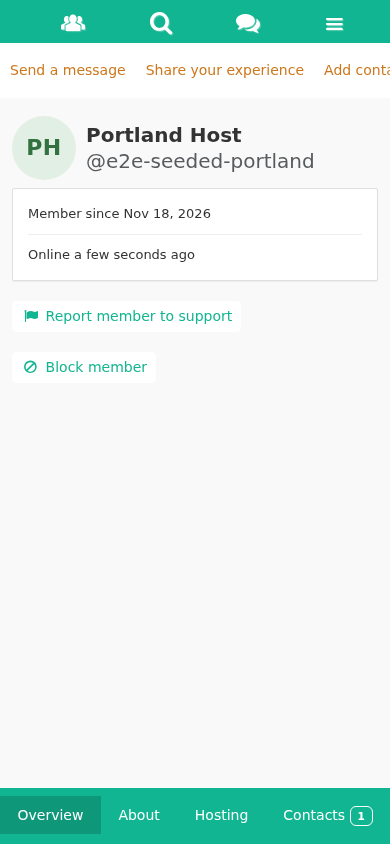 Send a message Share your experience Add conta
PH
Portland Host
@e2e-seeded-portland
Member since Nov 18, 2026
Online a few seconds ago
Report member to support
Block member
Overview About Hosting Contacts 1